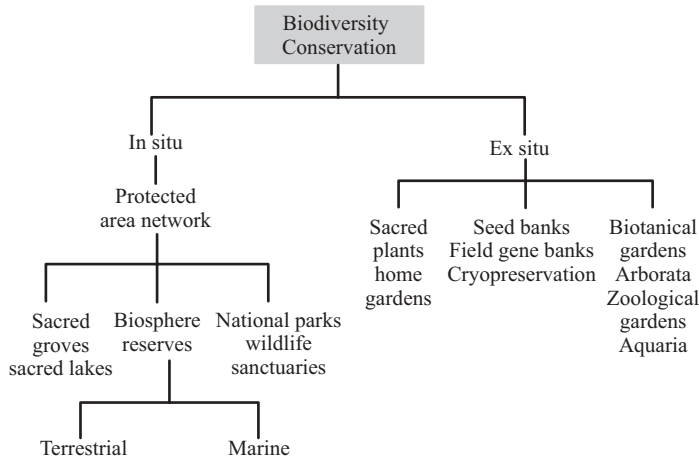 Biodiversity
Conservation
In situ
Ex situ
Protected
area network
Sacred
plants
home
gardens
Seed banks
Field gene banks
Cryopreservation
Biotanical
gardens
Arborata
Zoological
gardens
Aquaria
Sacred
groves
sacred lakes
Biosphere
reserves
National parks
wildlife
sanctuaries
Terrestrial
Marine